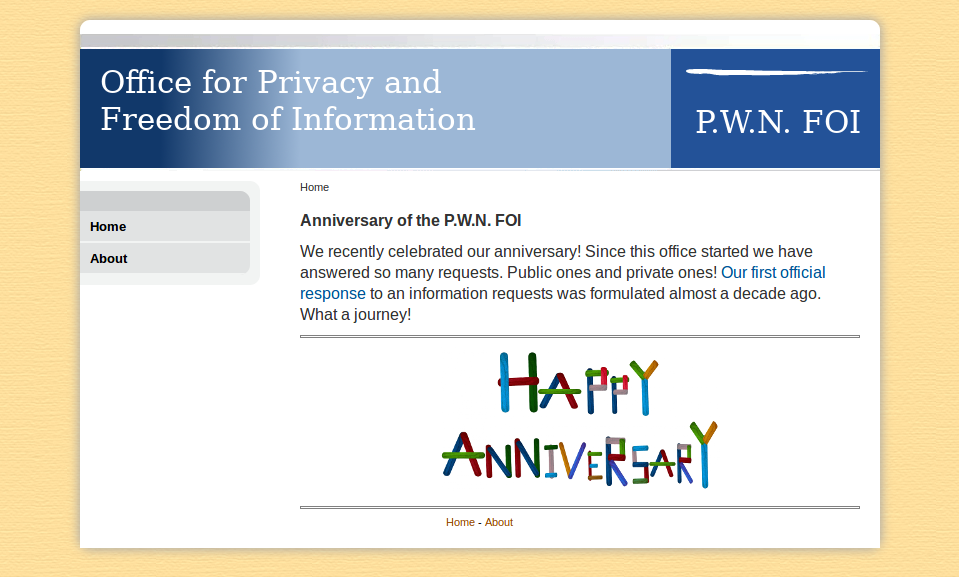 Office for Privacy and
Freedom of Information
P.W.N. FOI
Home
About
Home
Anniversary of the P.W.N. FOI
We recently celebrated our anniversary! Since this office started we have
answered so many requests. Public ones and private ones! Our first official
response to an information requests was formulated almost a decade ago.
What a journey!
HAPPY
ANNIVERSARY
Home - About